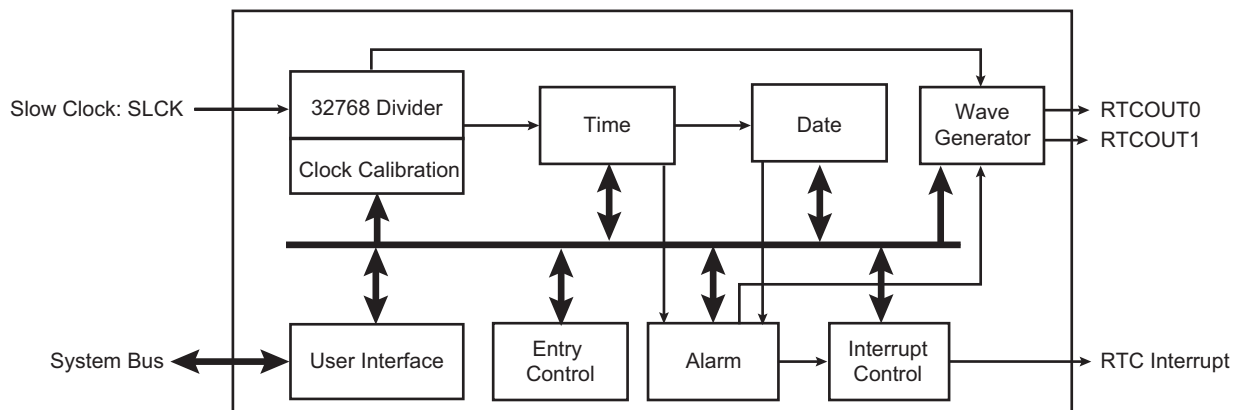 Slow Clock: SLCK
32768 Divider
Clock Calibration
Time
Date
Wave
Generator
RTCOUT0
RTCOUT1
System Bus
User Interface
Entry
Control
Alarm
Interrupt
Control
RTC Interrupt